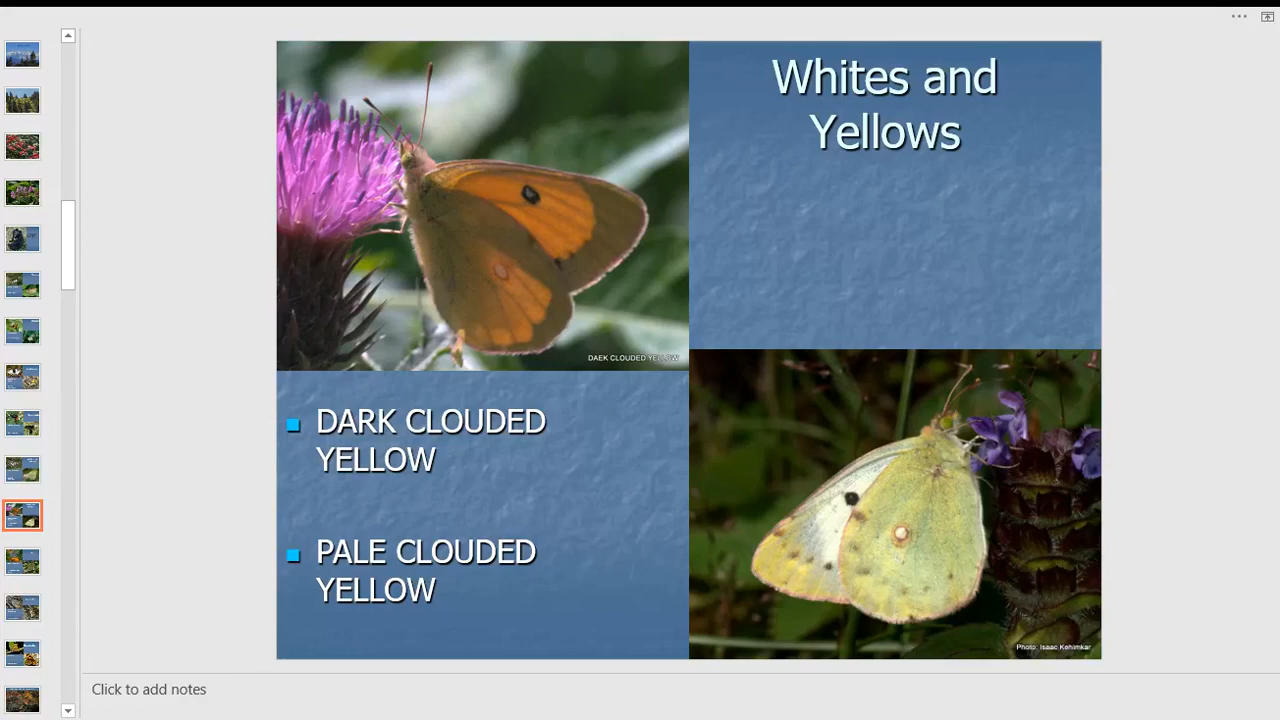 Whites and
Yellows
DAEK CLOUDED YELLOW
DARK CLOUDED
YELLOW
PALE CLOUDED
YELLOW
Photo: Isaac Kehimkar
Click to add notes